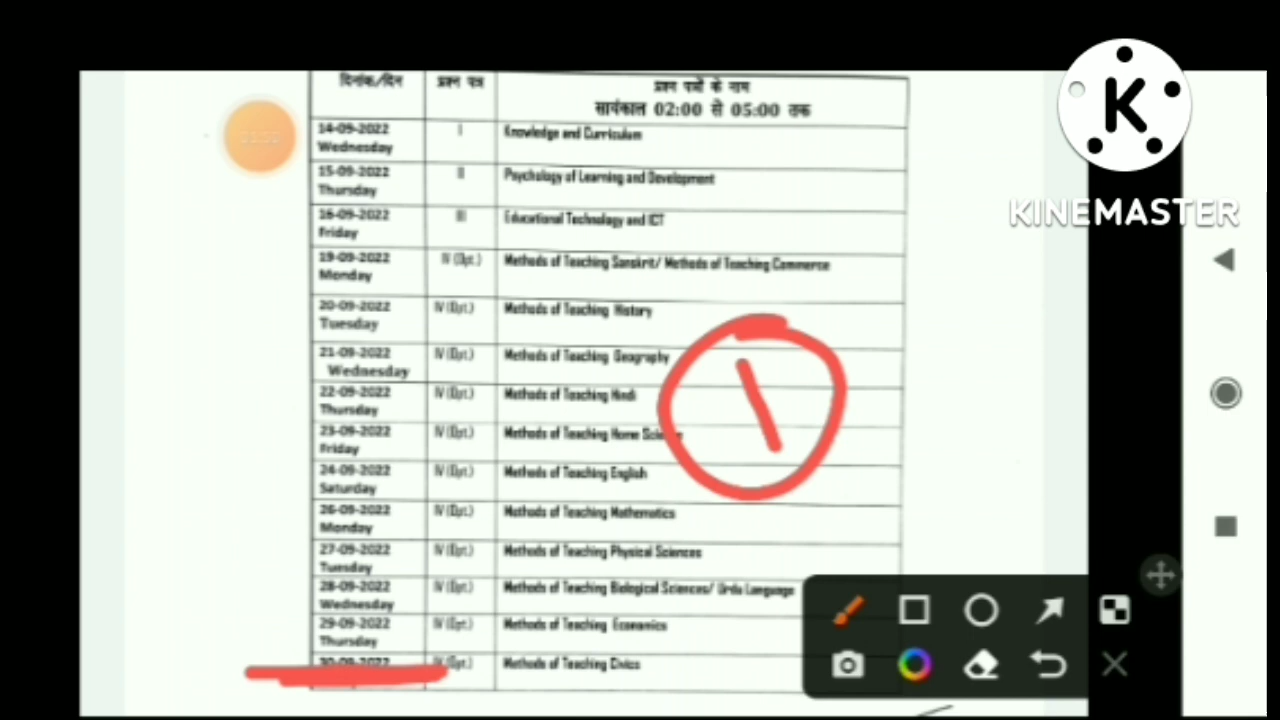 दिनांक/दिन प्रश्न पत्र प्रश्न पत्रों के नाम
सायंकाल 02:00 से 05:00 तक
14-09-2022 I Knowledge and Curriculum
Wednesday
15-09-2022 II Psychology of Learning and Development
Thursday
16-09-2022 III Educational Technology and ICT
Friday
19-09-2022 IV (Opt.) Methods of Teaching Sanskrit/ Methods of Teaching Commerce
Monday
20-09-2022 IV (Opt.) Methods of Teaching History
Tuesday
21-09-2022 IV (Opt.) Methods of Teaching Geography
Wednesday
22-09-2022 IV (Opt.) Methods of Teaching Hindi
Thursday
23-09-2022 IV (Opt.) Methods of Teaching Home Science
Friday
24-09-2022 IV (Opt.) Methods of Teaching English
Saturday
26-09-2022 IV (Opt.) Methods of Teaching Mathematics
Monday
27-09-2022 IV (Opt.) Methods of Teaching Physical Sciences
Tuesday
28-09-2022 IV (Opt.) Methods of Teaching Biological Sciences/ Urdu Language
Wednesday
29-09-2022 IV (Opt.) Methods of Teaching Economics
Thursday
30-09-2022 IV (Opt.) Methods of Teaching Civics
1
K
KINEMASTER